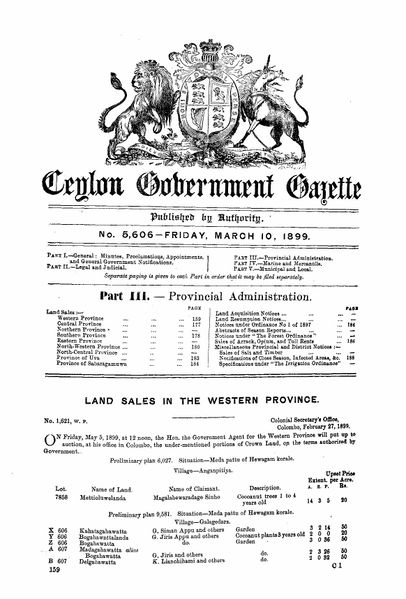 Ceylon Government Gazette
Published by Authority.
No. 5,606—FRIDAY, MARCH 10, 1899.
PART I.—General: Minutes, Proclamations, Appointments, and General Government Notifications.
PART II.—Legal and Judicial.
PART III.—Provincial Administration.
PART IV.—Marine and Mercantile.
PART V.—Municipal and Local.
Separate paging is given to each Part in order that it may be filed separately.
Part III. — Provincial Administration.
PAGE
Land Sales :—
Western Province ... 159
Central Province ... 177
Northern Province ... —
Southern Province ... 178
Eastern Province ... —
North-Western Province ... 180
North-Central Province ... —
Province of Uva ... 183
Province of Sabaragamuwa ... 184
PAGE
Land Acquisition Notices ... —
Land Resumption Notices ... —
Notices under Ordinance No 1 of 1897 ... 186
Abstracts of Season Reports ... —
Notices under "The Forest Ordinance" ... —
Sales of Arrack, Opium, and Toll Rents ... 188
Miscellaneous Provincial and District Notices :—
Sales of Salt and Timber ... —
Notifications of Close Season, Infected Areas, &c. 188
Specifications under "The Irrigation Ordinance" —
LAND SALES IN THE WESTERN PROVINCE.
No. 1,621, W. P.
Colonial Secretary's Office,
Colombo, February 27, 1899.
ON Friday, May 5, 1899, at 12 noon, the Hon. the Government Agent for the Western Province will put up to
auction, at his office in Colombo, the under-mentioned portions of Crown Land, on the terms authorized by
Government.
Preliminary plan 6,027. Situation—Meda pattu of Hewagam korale.
Village—
Lot. Name of Land. Name of Claimant. Description. Extent. A. R. P. Upset Price per Acre. Rs.
7858 Cocoanut trees 1 to 4 years old 14 3 5 20
Preliminary plan 9,581. Situation—Meda pattu of Hewagam korale.
Village—Galagedara.
X 606 Kahatagahawatta G. Siman Appu and others Garden 3 2 14 50
Y 606 Bogahawatta G. Jiris Appu and others Cocoanut plants 3 years old 2 0 0 20
Z 606 Bogahawatta do. Garden 3 0 36 50
A 607 Madagahawatta alias Bogahawatta G. Jiris and others do. 2 3 26 50
B 607 Delgahawatta K. Lianchihami and others do. 2 0 32 50
159
C 1